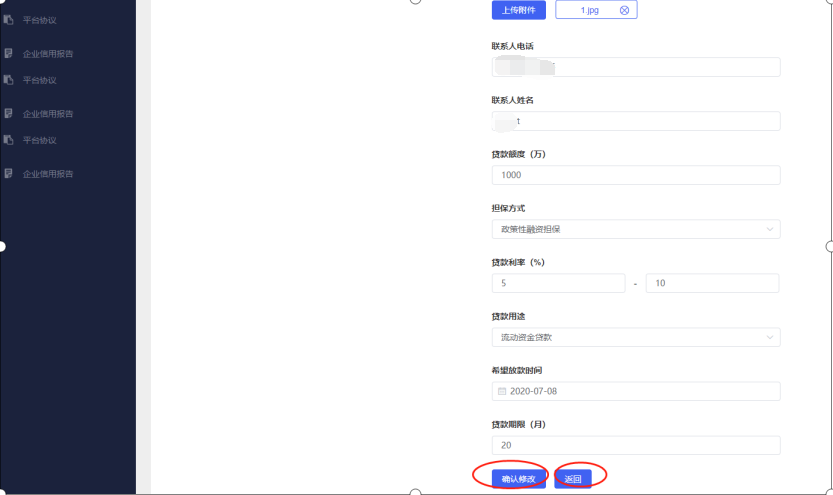 平台协议
企业信用报告
平台协议
企业信用报告
平台协议
企业信用报告
上传附件 1.jpg
联系人电话
联系人姓名
t
贷款额度（万）
1000
担保方式
政策性融资担保
贷款利率（%）
5 - 10
贷款用途
流动资金贷款
希望放款时间
2020-07-08
贷款期限（月）
20
确认修改 返回